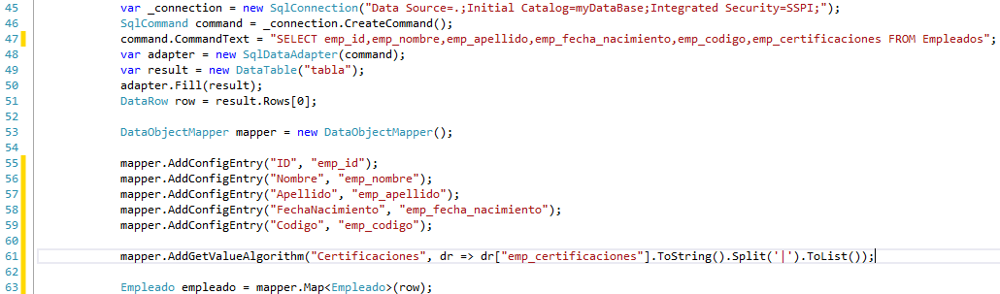 45 var _connection = new SqlConnection("Data Source=.;Initial Catalog=myDataBase;Integrated Security=SSPI;");
46 SqlCommand command = _connection.CreateCommand();
47 command.CommandText = "SELECT emp_id,emp_nombre,emp_apellido,emp_fecha_nacimiento,emp_codigo,emp_certificaciones FROM Empleados";
48 var adapter = new SqlDataAdapter(command);
49 var result = new DataTable("tabla");
50 adapter.Fill(result);
51 DataRow row = result.Rows[0];
52
53 DataObjectMapper mapper = new DataObjectMapper();
54
55 mapper.AddConfigEntry("ID", "emp_id");
56 mapper.AddConfigEntry("Nombre", "emp_nombre");
57 mapper.AddConfigEntry("Apellido", "emp_apellido");
58 mapper.AddConfigEntry("FechaNacimiento", "emp_fecha_nacimiento");
59 mapper.AddConfigEntry("Codigo", "emp_codigo");
60
61 mapper.AddGetValueAlgorithm("Certificaciones", dr => dr["emp_certificaciones"].ToString().Split('|').ToList());
62
63 Empleado empleado = mapper.Map<Empleado>(row);